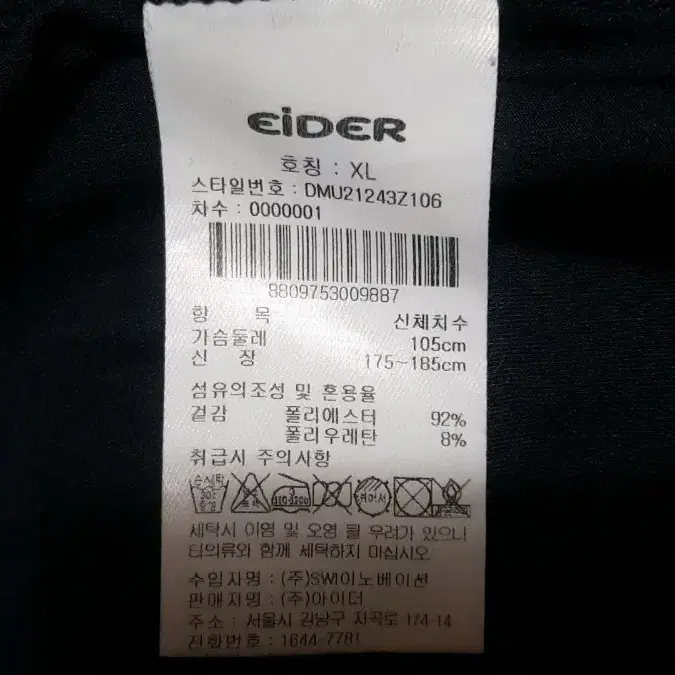 EiDER
호칭 : XL
스타일번호 : DMU21243Z106
차수 : 0000001
8809753009887
항 목 신체치수
가슴둘레 105cm
신 장 175~185cm
섬유의조성 및 혼용율
겉감 폴리에스터 92%
폴리우레탄 8%
취급시 주의사항
손세탁
30℃
중성
세탁시 이염 및 오염 될 우려가 있으니
타의류와 함께 세탁하지 마십시오
수입자명 : (주)SW이노베이션
판매자명 : (주)아이더
주소 : 서울시 강남구 자곡로 174-14
전화번호 : 1644-7781